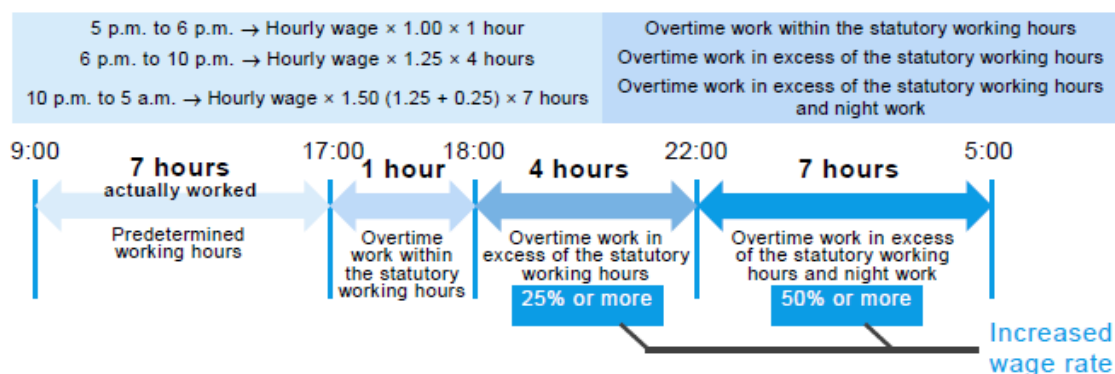 5 p.m. to 6 p.m. → Hourly wage × 1.00 × 1 hour
Overtime work within the statutory working hours
6 p.m. to 10 p.m. → Hourly wage × 1.25 × 4 hours
Overtime work in excess of the statutory working hours
10 p.m. to 5 a.m. → Hourly wage × 1.50 (1.25 + 0.25) × 7 hours
Overtime work in excess of the statutory working hours
and night work
9:00
17:00
18:00
22:00
5:00
7 hours
actually worked
1 hour
4 hours
7 hours
Predetermined
working hours
Overtime
work within
the statutory
working hours
Overtime work in
excess of the statutory
working hours
25% or more
Overtime work in excess
of the statutory working
hours and night work
50% or more
Increased
wage rate